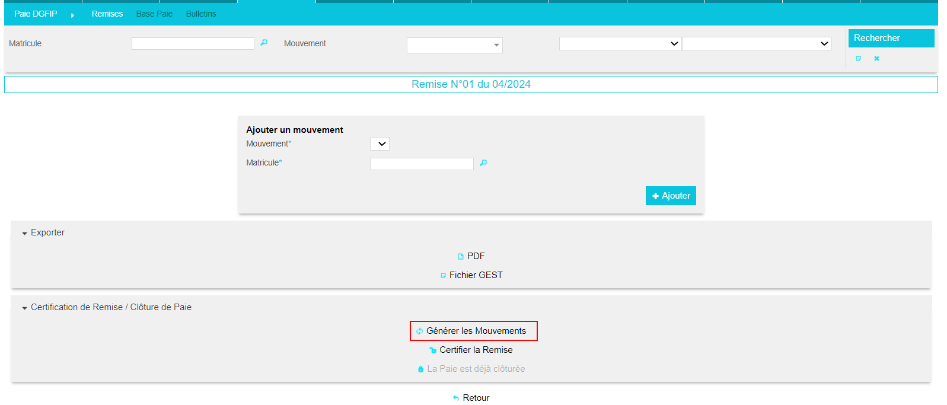 Paie DGFIP Remises Base Paie Bulletins
Matricule Mouvement Rechercher
Remise N°01 du 04/2024
Ajouter un mouvement
Mouvement*
Matricule*
+ Ajouter
Exporter
PDF
Fichier GEST
Certification de Remise / Clôture de Paie
Générer les Mouvements
Certifier la Remise
La Paie est déjà clôturée
Retour